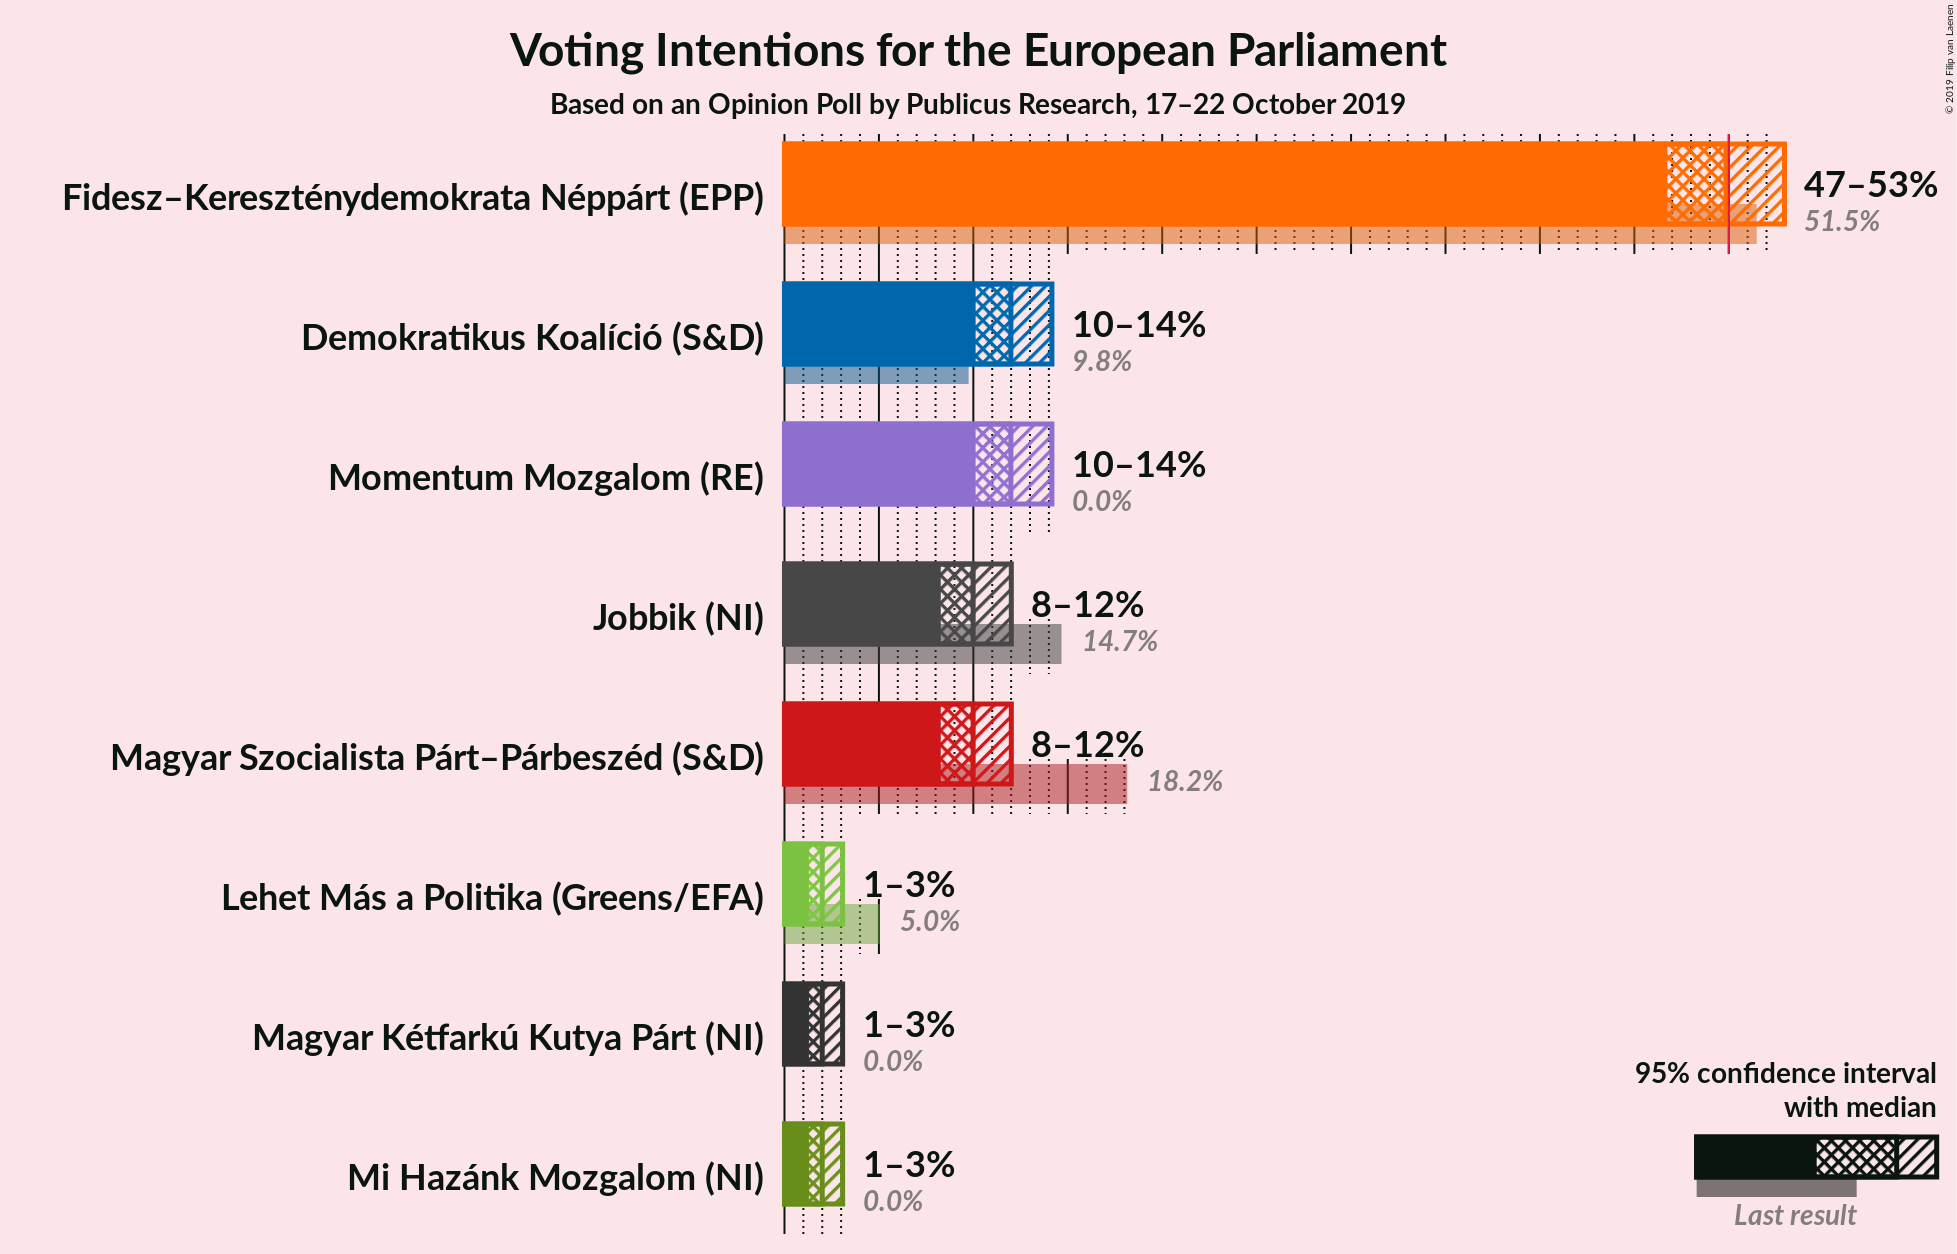 Voting Intentions for the European Parliament
Based on an Opinion Poll by Publicus Research, 17–22 October 2019
© 2019 Filip van Laenen
Fidesz–Kereszténydemokrata Néppárt (EPP)
47–53%
51.5%
Demokratikus Koalíció (S&D)
10–14%
9.8%
Momentum Mozgalom (RE)
10–14%
0.0%
Jobbik (NI)
8–12%
14.7%
Magyar Szocialista Párt–Párbeszéd (S&D)
8–12%
18.2%
Lehet Más a Politika (Greens/EFA)
1–3%
5.0%
Magyar Kétfarkú Kutya Párt (NI)
1–3%
0.0%
Mi Hazánk Mozgalom (NI)
1–3%
0.0%
95% confidence interval
with median
Last result